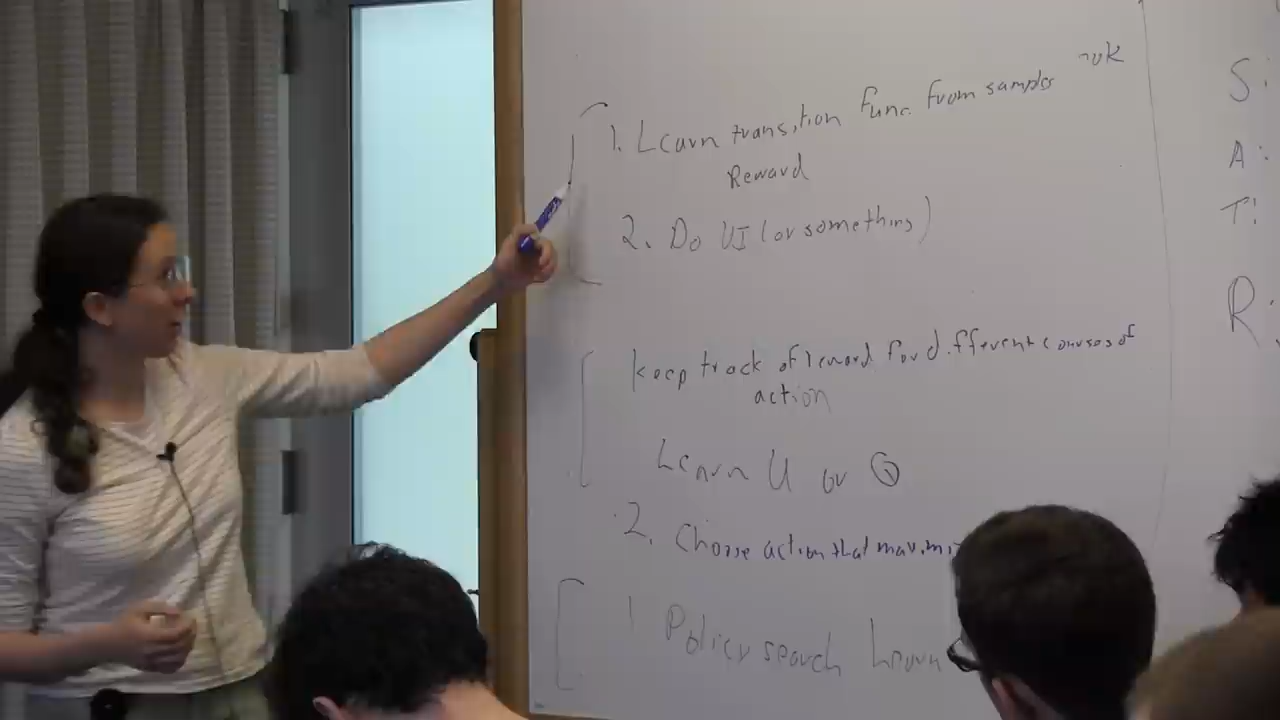 1. Learn transition func. from samples
Reward
2. Do VI (or something)
keep track of reward for different courses of
action
Learn U or Q
2. Choose action that maximi
1 Policy search Learn
S:
A:
T:
R: